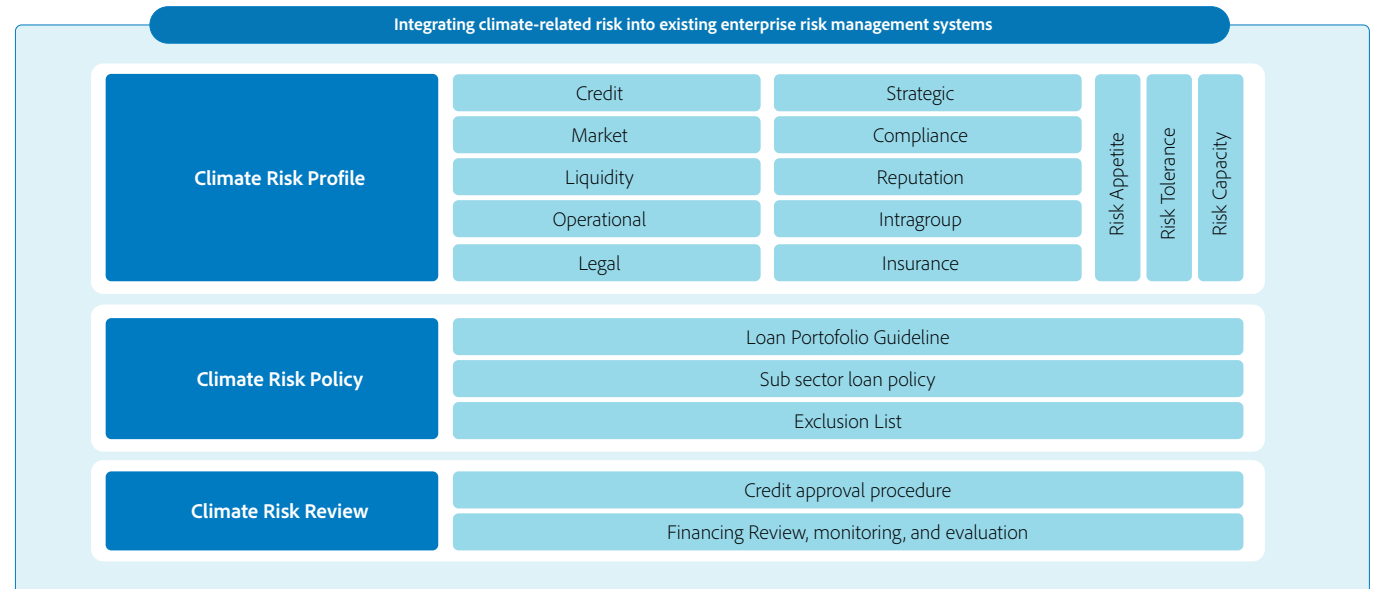 Integrating climate-related risk into existing enterprise risk management systems
Climate Risk Profile
Credit
Market
Liquidity
Operational
Legal
Strategic
Compliance
Reputation
Intragroup
Insurance
Risk Appetite
Risk Tolerance
Risk Capacity
Climate Risk Policy
Loan Portofolio Guideline
Sub sector loan policy
Exclusion List
Climate Risk Review
Credit approval procedure
Financing Review, monitoring, and evaluation